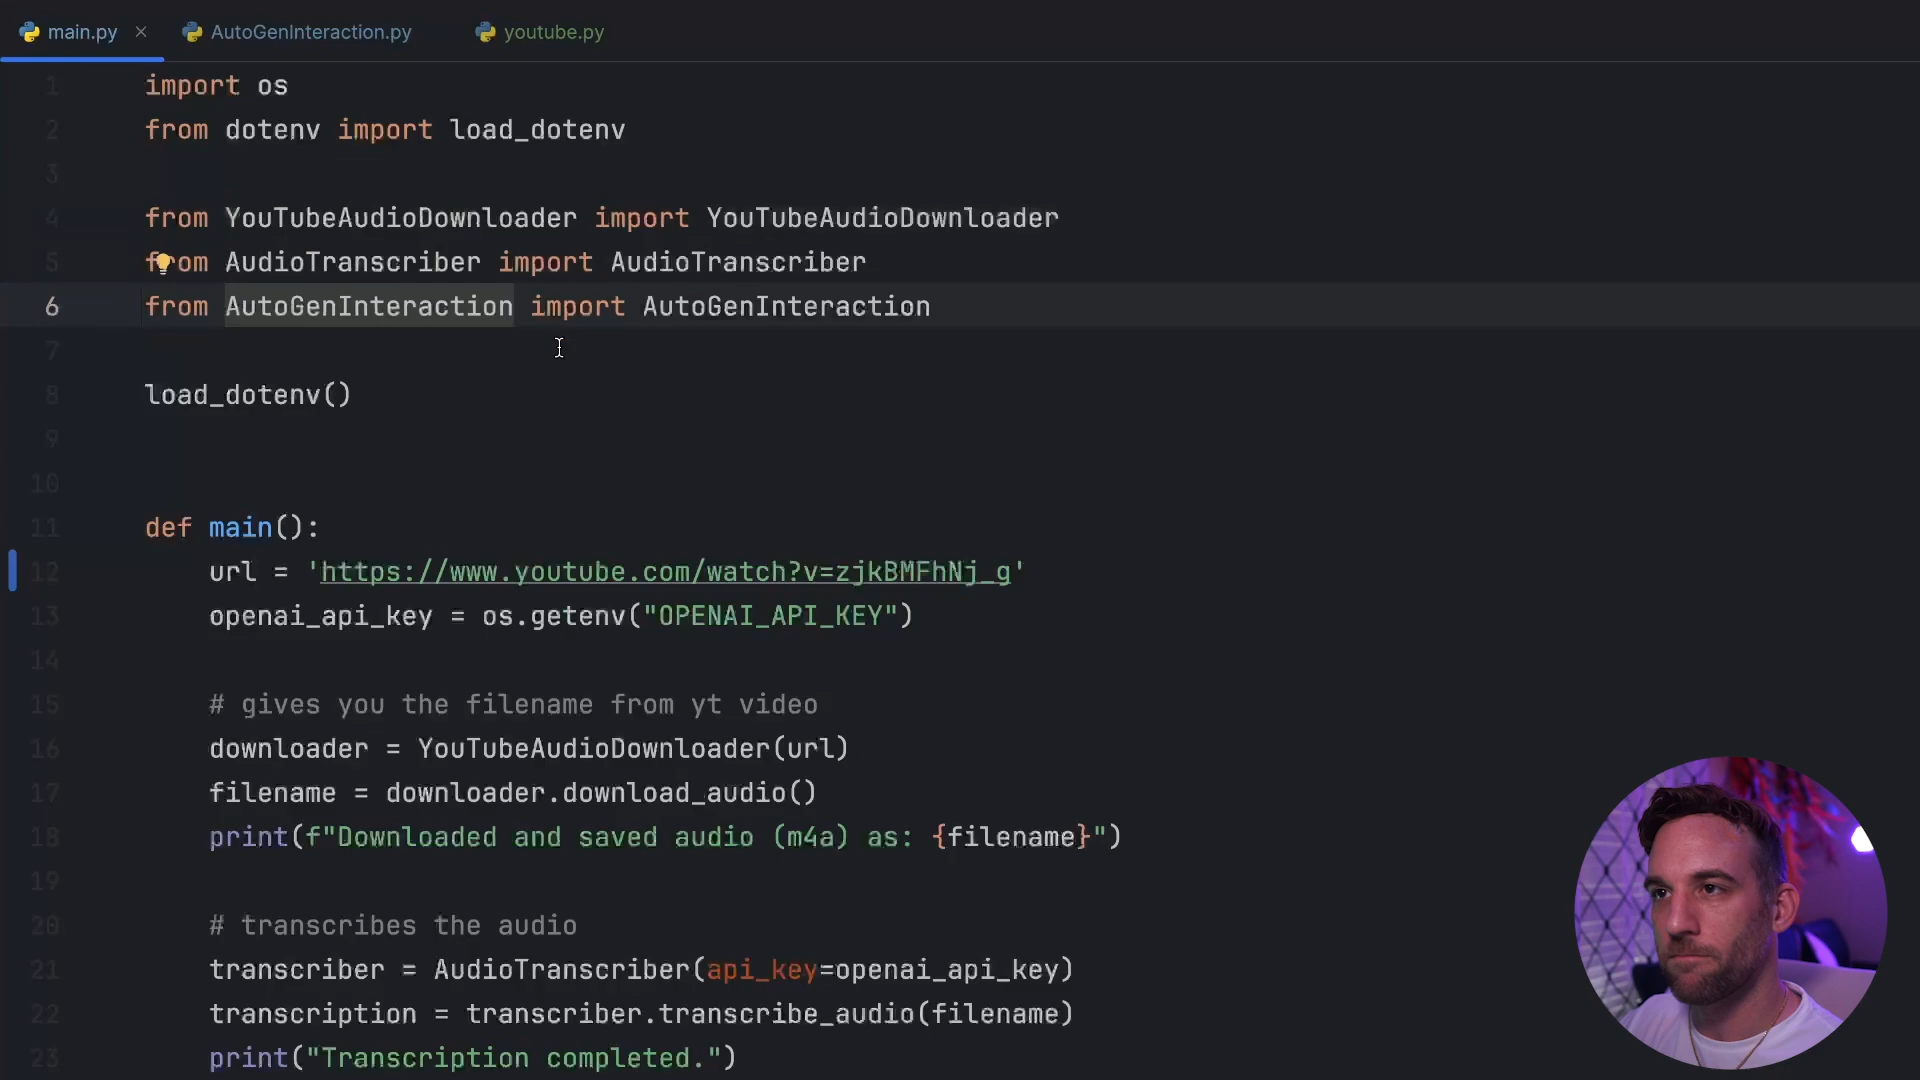 main.py
AutoGenInteraction.py
youtube.py
1 import os
2 from dotenv import load_dotenv
3
4 from YouTubeAudioDownloader import YouTubeAudioDownloader
5 from AudioTranscriber import AudioTranscriber
6 from AutoGenInteraction import AutoGenInteraction
7
8 load_dotenv()
9
10
11 def main():
12 url = 'https://www.youtube.com/watch?v=zjkBMFhNj_g'
13 openai_api_key = os.getenv("OPENAI_API_KEY")
14
15 # gives you the filename from yt video
16 downloader = YouTubeAudioDownloader(url)
17 filename = downloader.download_audio()
18 print(f"Downloaded and saved audio (m4a) as: {filename}")
19
20 # transcribes the audio
21 transcriber = AudioTranscriber(api_key=openai_api_key)
22 transcription = transcriber.transcribe_audio(filename)
23 print("Transcription completed.")